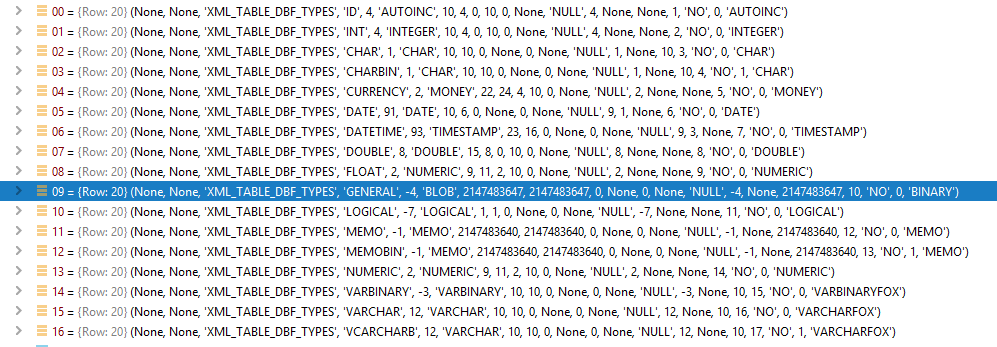 00 = {Row: 20} (None, None, 'XML_TABLE_DBF_TYPES', 'ID', 4, 'AUTOINC', 10, 4, 0, 10, 0, None, 'NULL', 4, None, None, 1, 'NO', 0, 'AUTOINC')
01 = {Row: 20} (None, None, 'XML_TABLE_DBF_TYPES', 'INT', 4, 'INTEGER', 10, 4, 0, 10, 0, None, 'NULL', 4, None, None, 2, 'NO', 0, 'INTEGER')
02 = {Row: 20} (None, None, 'XML_TABLE_DBF_TYPES', 'CHAR', 1, 'CHAR', 10, 10, 0, None, 0, None, 'NULL', 1, None, 10, 3, 'NO', 0, 'CHAR')
03 = {Row: 20} (None, None, 'XML_TABLE_DBF_TYPES', 'CHARBIN', 1, 'CHAR', 10, 10, 0, None, 0, None, 'NULL', 1, None, 10, 4, 'NO', 1, 'CHAR')
04 = {Row: 20} (None, None, 'XML_TABLE_DBF_TYPES', 'CURRENCY', 2, 'MONEY', 22, 24, 4, 10, 0, None, 'NULL', 2, None, None, 5, 'NO', 0, 'MONEY')
05 = {Row: 20} (None, None, 'XML_TABLE_DBF_TYPES', 'DATE', 91, 'DATE', 10, 6, 0, None, 0, None, 'NULL', 9, 1, None, 6, 'NO', 0, 'DATE')
06 = {Row: 20} (None, None, 'XML_TABLE_DBF_TYPES', 'DATETIME', 93, 'TIMESTAMP', 23, 16, 0, None, 0, None, 'NULL', 9, 3, None, 7, 'NO', 0, 'TIMESTAMP')
07 = {Row: 20} (None, None, 'XML_TABLE_DBF_TYPES', 'DOUBLE', 8, 'DOUBLE', 15, 8, 0, 10, 0, None, 'NULL', 8, None, None, 8, 'NO', 0, 'DOUBLE')
08 = {Row: 20} (None, None, 'XML_TABLE_DBF_TYPES', 'FLOAT', 2, 'NUMERIC', 9, 11, 2, 10, 0, None, 'NULL', 2, None, None, 9, 'NO', 0, 'NUMERIC')
09 = {Row: 20} (None, None, 'XML_TABLE_DBF_TYPES', 'GENERAL', -4, 'BLOB', 2147483647, 2147483647, 0, None, 0, None, 'NULL', -4, None, 2147483647, 10, 'NO', 0, 'BINARY')
10 = {Row: 20} (None, None, 'XML_TABLE_DBF_TYPES', 'LOGICAL', -7, 'LOGICAL', 1, 1, 0, None, 0, None, 'NULL', -7, None, None, 11, 'NO', 0, 'LOGICAL')
11 = {Row: 20} (None, None, 'XML_TABLE_DBF_TYPES', 'MEMO', -1, 'MEMO', 2147483640, 2147483640, 0, None, 0, None, 'NULL', -1, None, 2147483640, 12, 'NO', 0, 'MEMO')
12 = {Row: 20} (None, None, 'XML_TABLE_DBF_TYPES', 'MEMOBIN', -1, 'MEMO', 2147483640, 2147483640, 0, None, 0, None, 'NULL', -1, None, 2147483640, 13, 'NO', 1, 'MEMO')
13 = {Row: 20} (None, None, 'XML_TABLE_DBF_TYPES', 'NUMERIC', 2, 'NUMERIC', 9, 11, 2, 10, 0, None, 'NULL', 2, None, None, 14, 'NO', 0, 'NUMERIC')
14 = {Row: 20} (None, None, 'XML_TABLE_DBF_TYPES', 'VARBINARY', -3, 'VARBINARY', 10, 10, 0, None, 0, None, 'NULL', -3, None, 10, 15, 'NO', 0, 'VARBINARYFOX')
15 = {Row: 20} (None, None, 'XML_TABLE_DBF_TYPES', 'VARCHAR', 12, 'VARCHAR', 10, 10, 0, None, 0, None, 'NULL', 12, None, 10, 16, 'NO', 0, 'VARCHARFOX')
16 = {Row: 20} (None, None, 'XML_TABLE_DBF_TYPES', 'VCARCHARB', 12, 'VARCHAR', 10, 10, 0, None, 0, None, 'NULL', 12, None, 10, 17, 'NO', 1, 'VARCHARFOX')